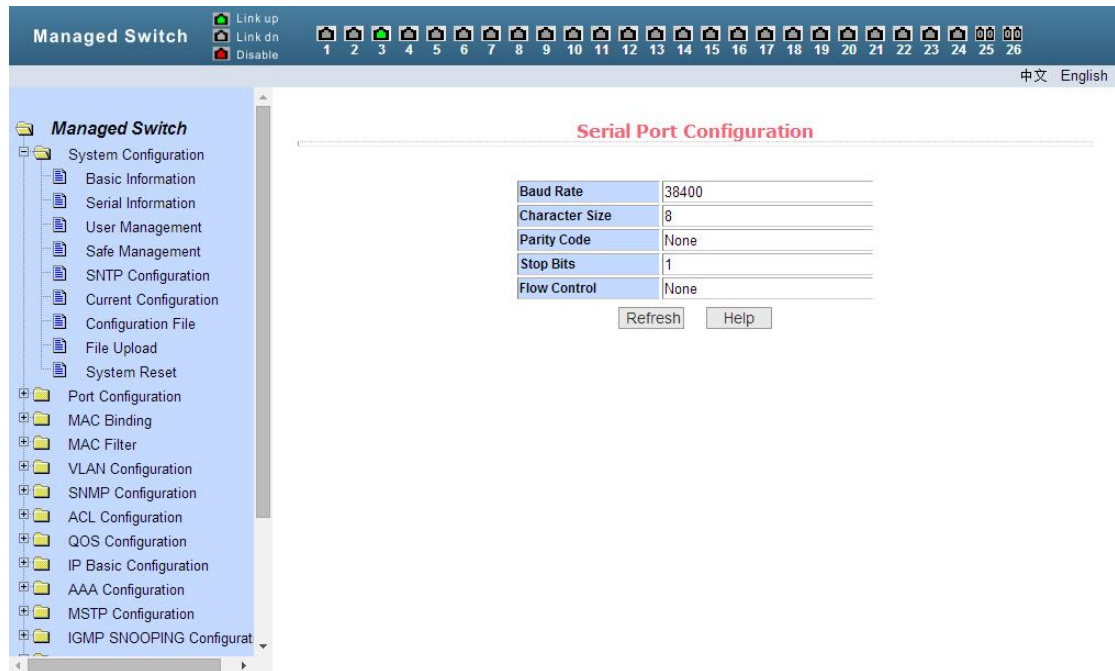 Managed Switch
Link up
Link dn
Disable
1 2 3 4 5 6 7 8 9 10 11 12 13 14 15 16 17 18 19 20 21 22 23 24 25 26
中文 English
Managed Switch
System Configuration
Basic Information
Serial Information
User Management
Safe Management
SNTP Configuration
Current Configuration
Configuration File
File Upload
System Reset
Port Configuration
MAC Binding
MAC Filter
VLAN Configuration
SNMP Configuration
ACL Configuration
QOS Configuration
IP Basic Configuration
AAA Configuration
MSTP Configuration
IGMP SNOOPING Configurat
Serial Port Configuration
Baud Rate 38400
Character Size 8
Parity Code None
Stop Bits 1
Flow Control None
Refresh Help